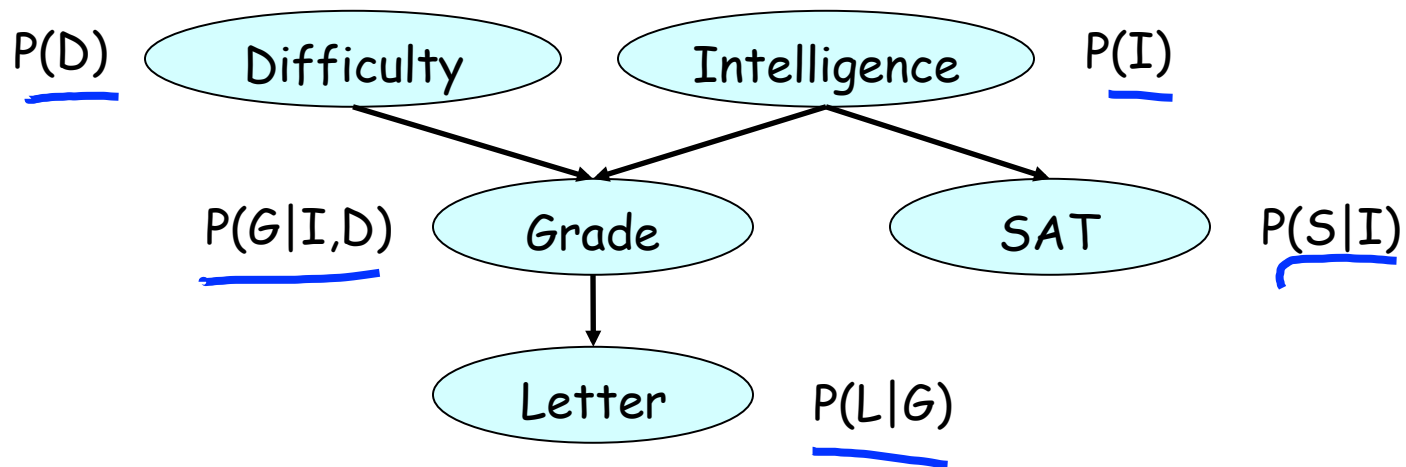 P(D) Difficulty Intelligence P(I)
P(G|I,D) Grade SAT P(S|I)
Letter P(L|G)